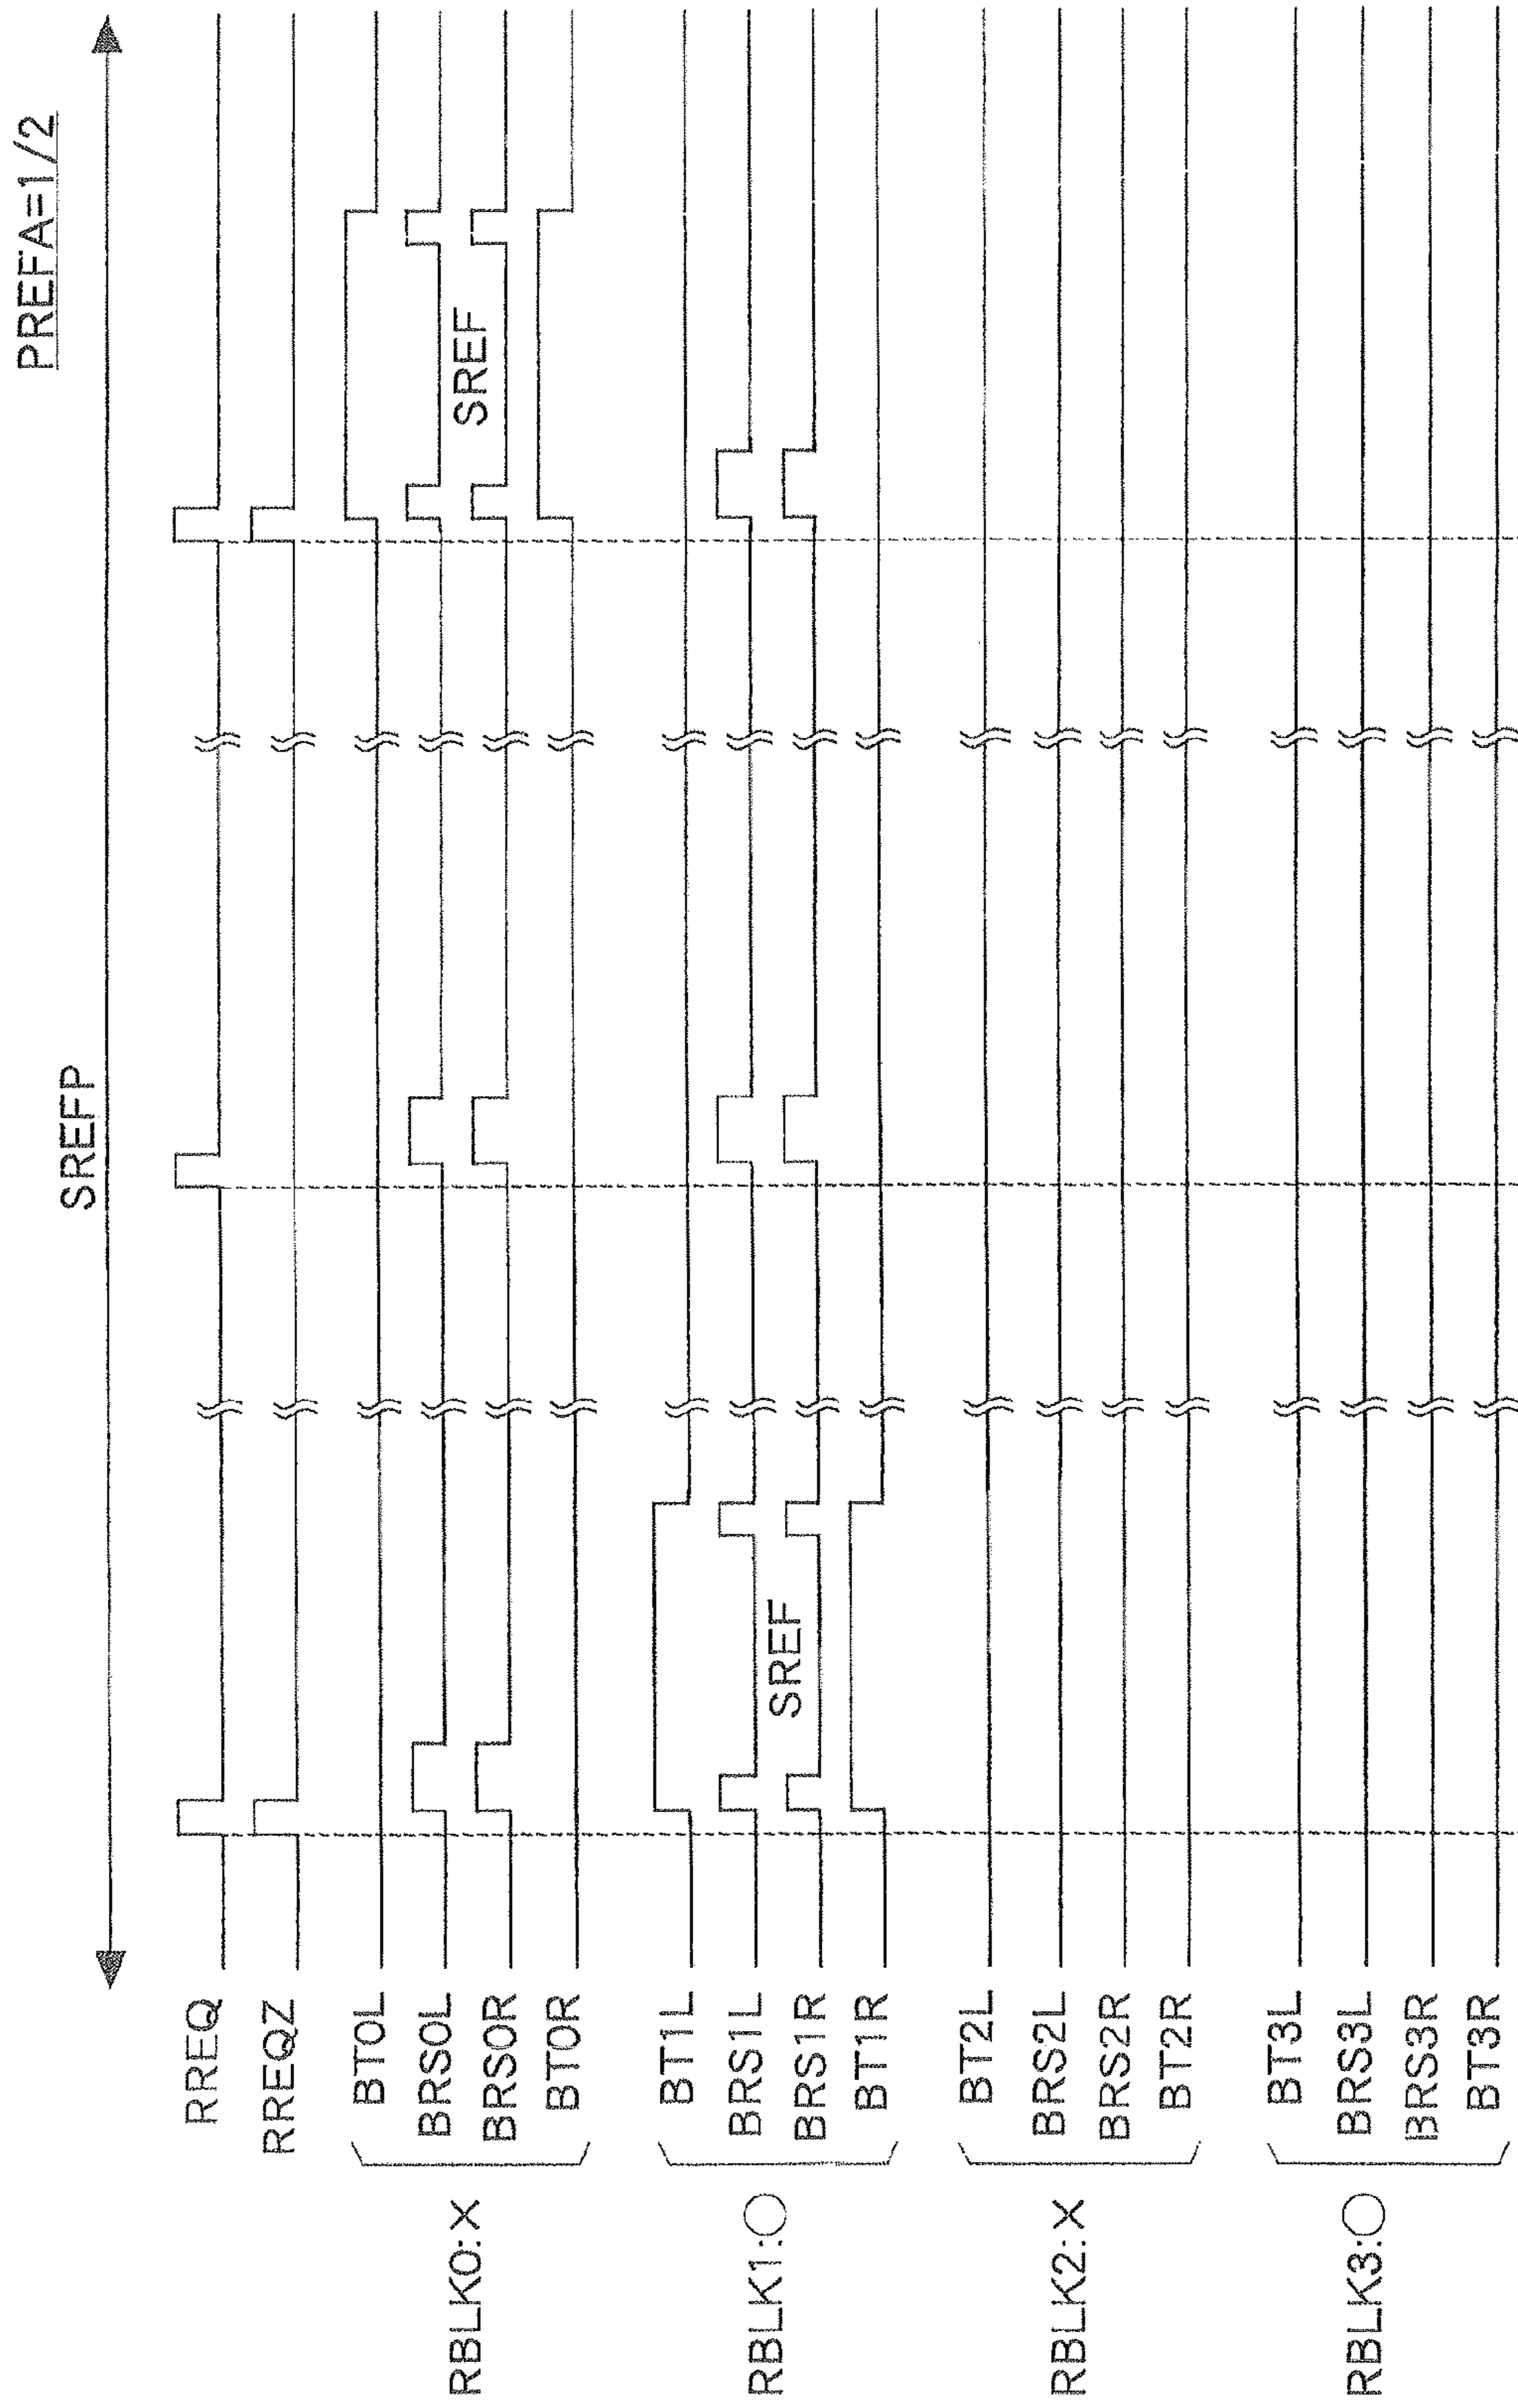 PREFA=1/2
SREFP
RREQ
RREQZ
RBLK0:×
BT0L
BRS0L
SREF
BRS0R
BT0R
RBLK1:○
BT1L
BRS1L
SREF
BRS1R
BT1R
RBLK2:×
BT2L
BRS2L
BRS2R
BT2R
RBLK3:○
BT3L
BRS3L
BRS3R
BT3R